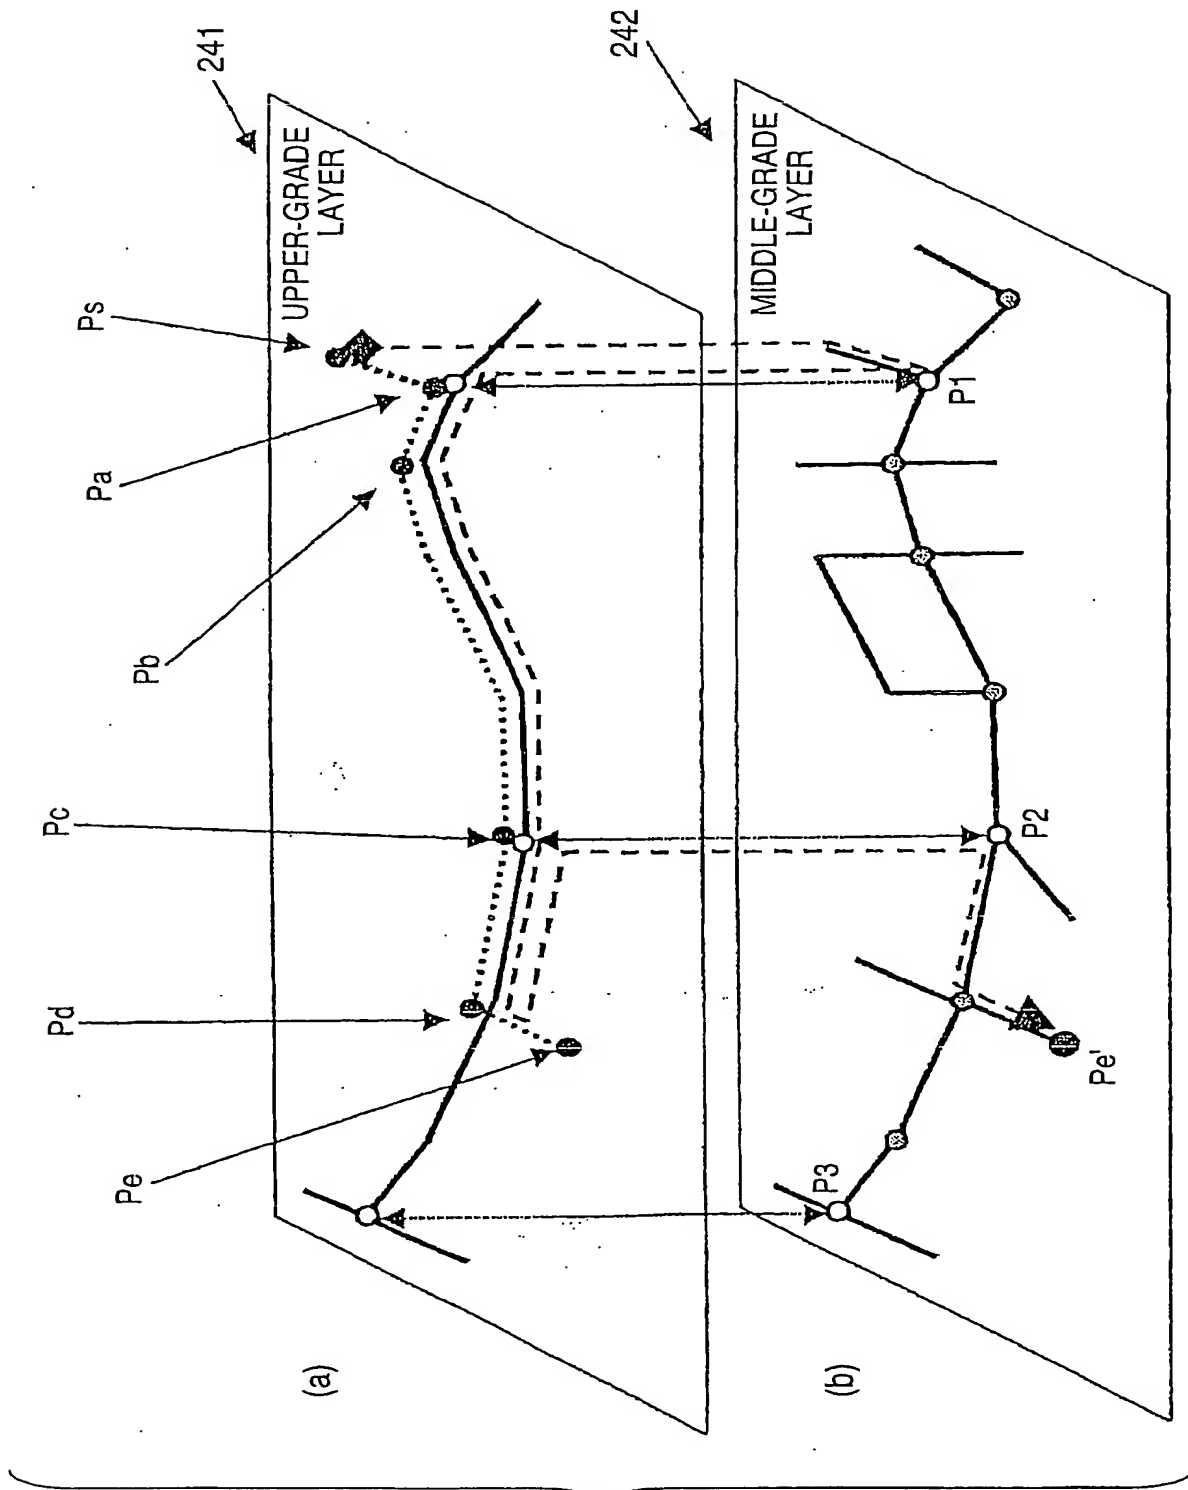 241
UPPER-GRADE
LAYER
Ps
Pa
Pb
Pc
Pd
Pe
(a)
242
MIDDLE-GRADE
LAYER
P1
P2
Pe'
P3
(b)